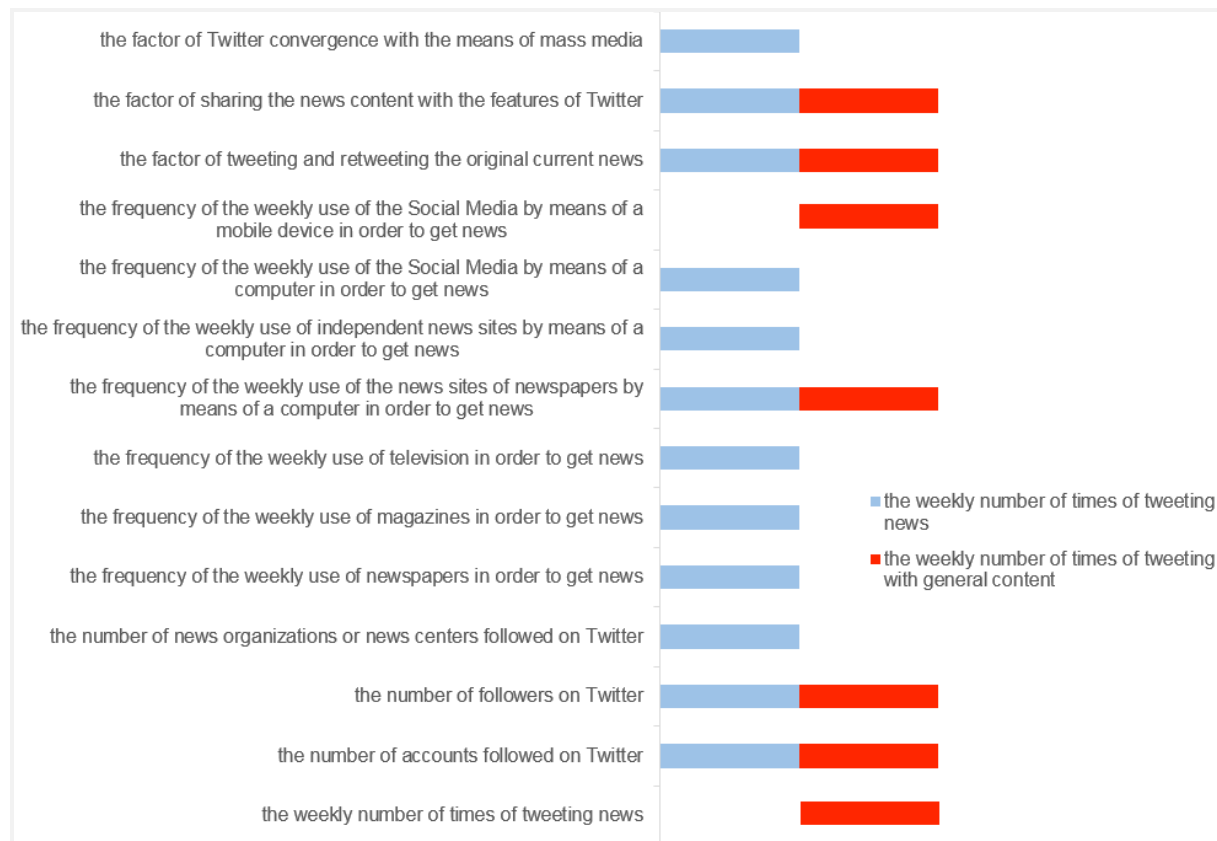 the factor of Twitter convergence with the means of mass media
the factor of sharing the news content with the features of Twitter
the factor of tweeting and retweeting the original current news
the frequency of the weekly use of the Social Media by means of a
mobile device in order to get news
the frequency of the weekly use of the Social Media by means of a
computer in order to get news
the frequency of the weekly use of independent news sites by means of a
computer in order to get news
the frequency of the weekly use of the news sites of newspapers by
means of a computer in order to get news
the frequency of the weekly use of television in order to get news
the frequency of the weekly use of magazines in order to get news
the frequency of the weekly use of newspapers in order to get news
the number of news organizations or news centers followed on Twitter
the number of followers on Twitter
the number of accounts followed on Twitter
the weekly number of times of tweeting news
the weekly number of times of tweeting
news
the weekly number of times of tweeting
with general content